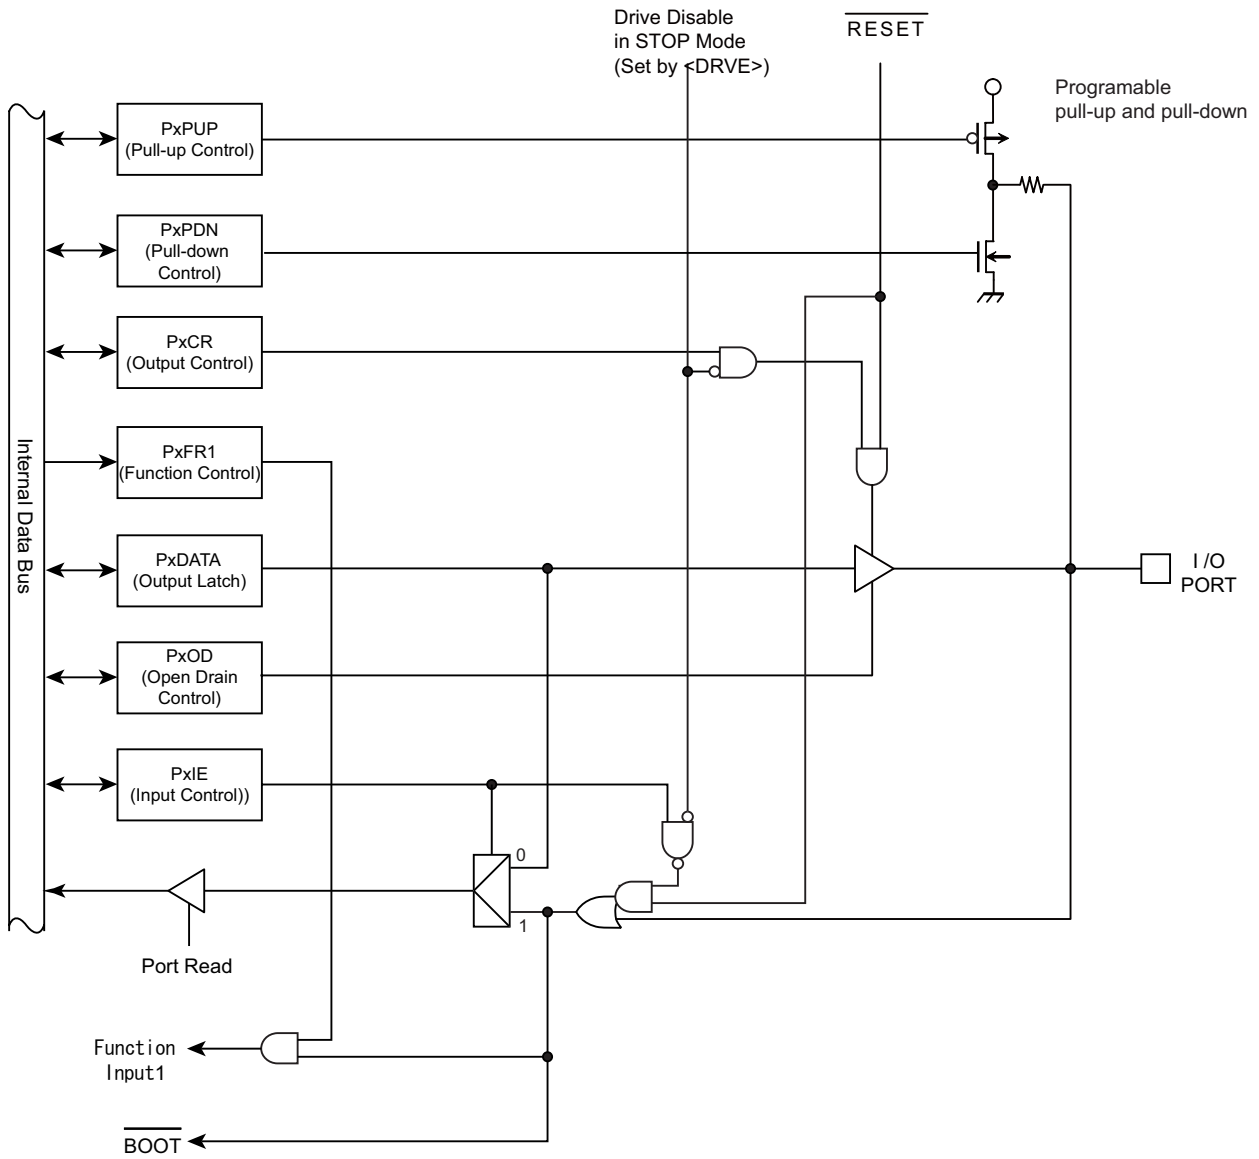 Drive Disable
in STOP Mode
(Set by <DRVE>)
RESET
Programable
pull-up and pull-down
PxPUP
(Pull-up Control)
PxPDN
(Pull-down
Control)
PxCR
(Output Control)
PxFR1
(Function Control)
Internal Data Bus
PxDATA
(Output Latch)
I /O
PORT
PxOD
(Open Drain
Control)
PxIE
(Input Control))
0
1
Port Read
Function
Input1
BOOT